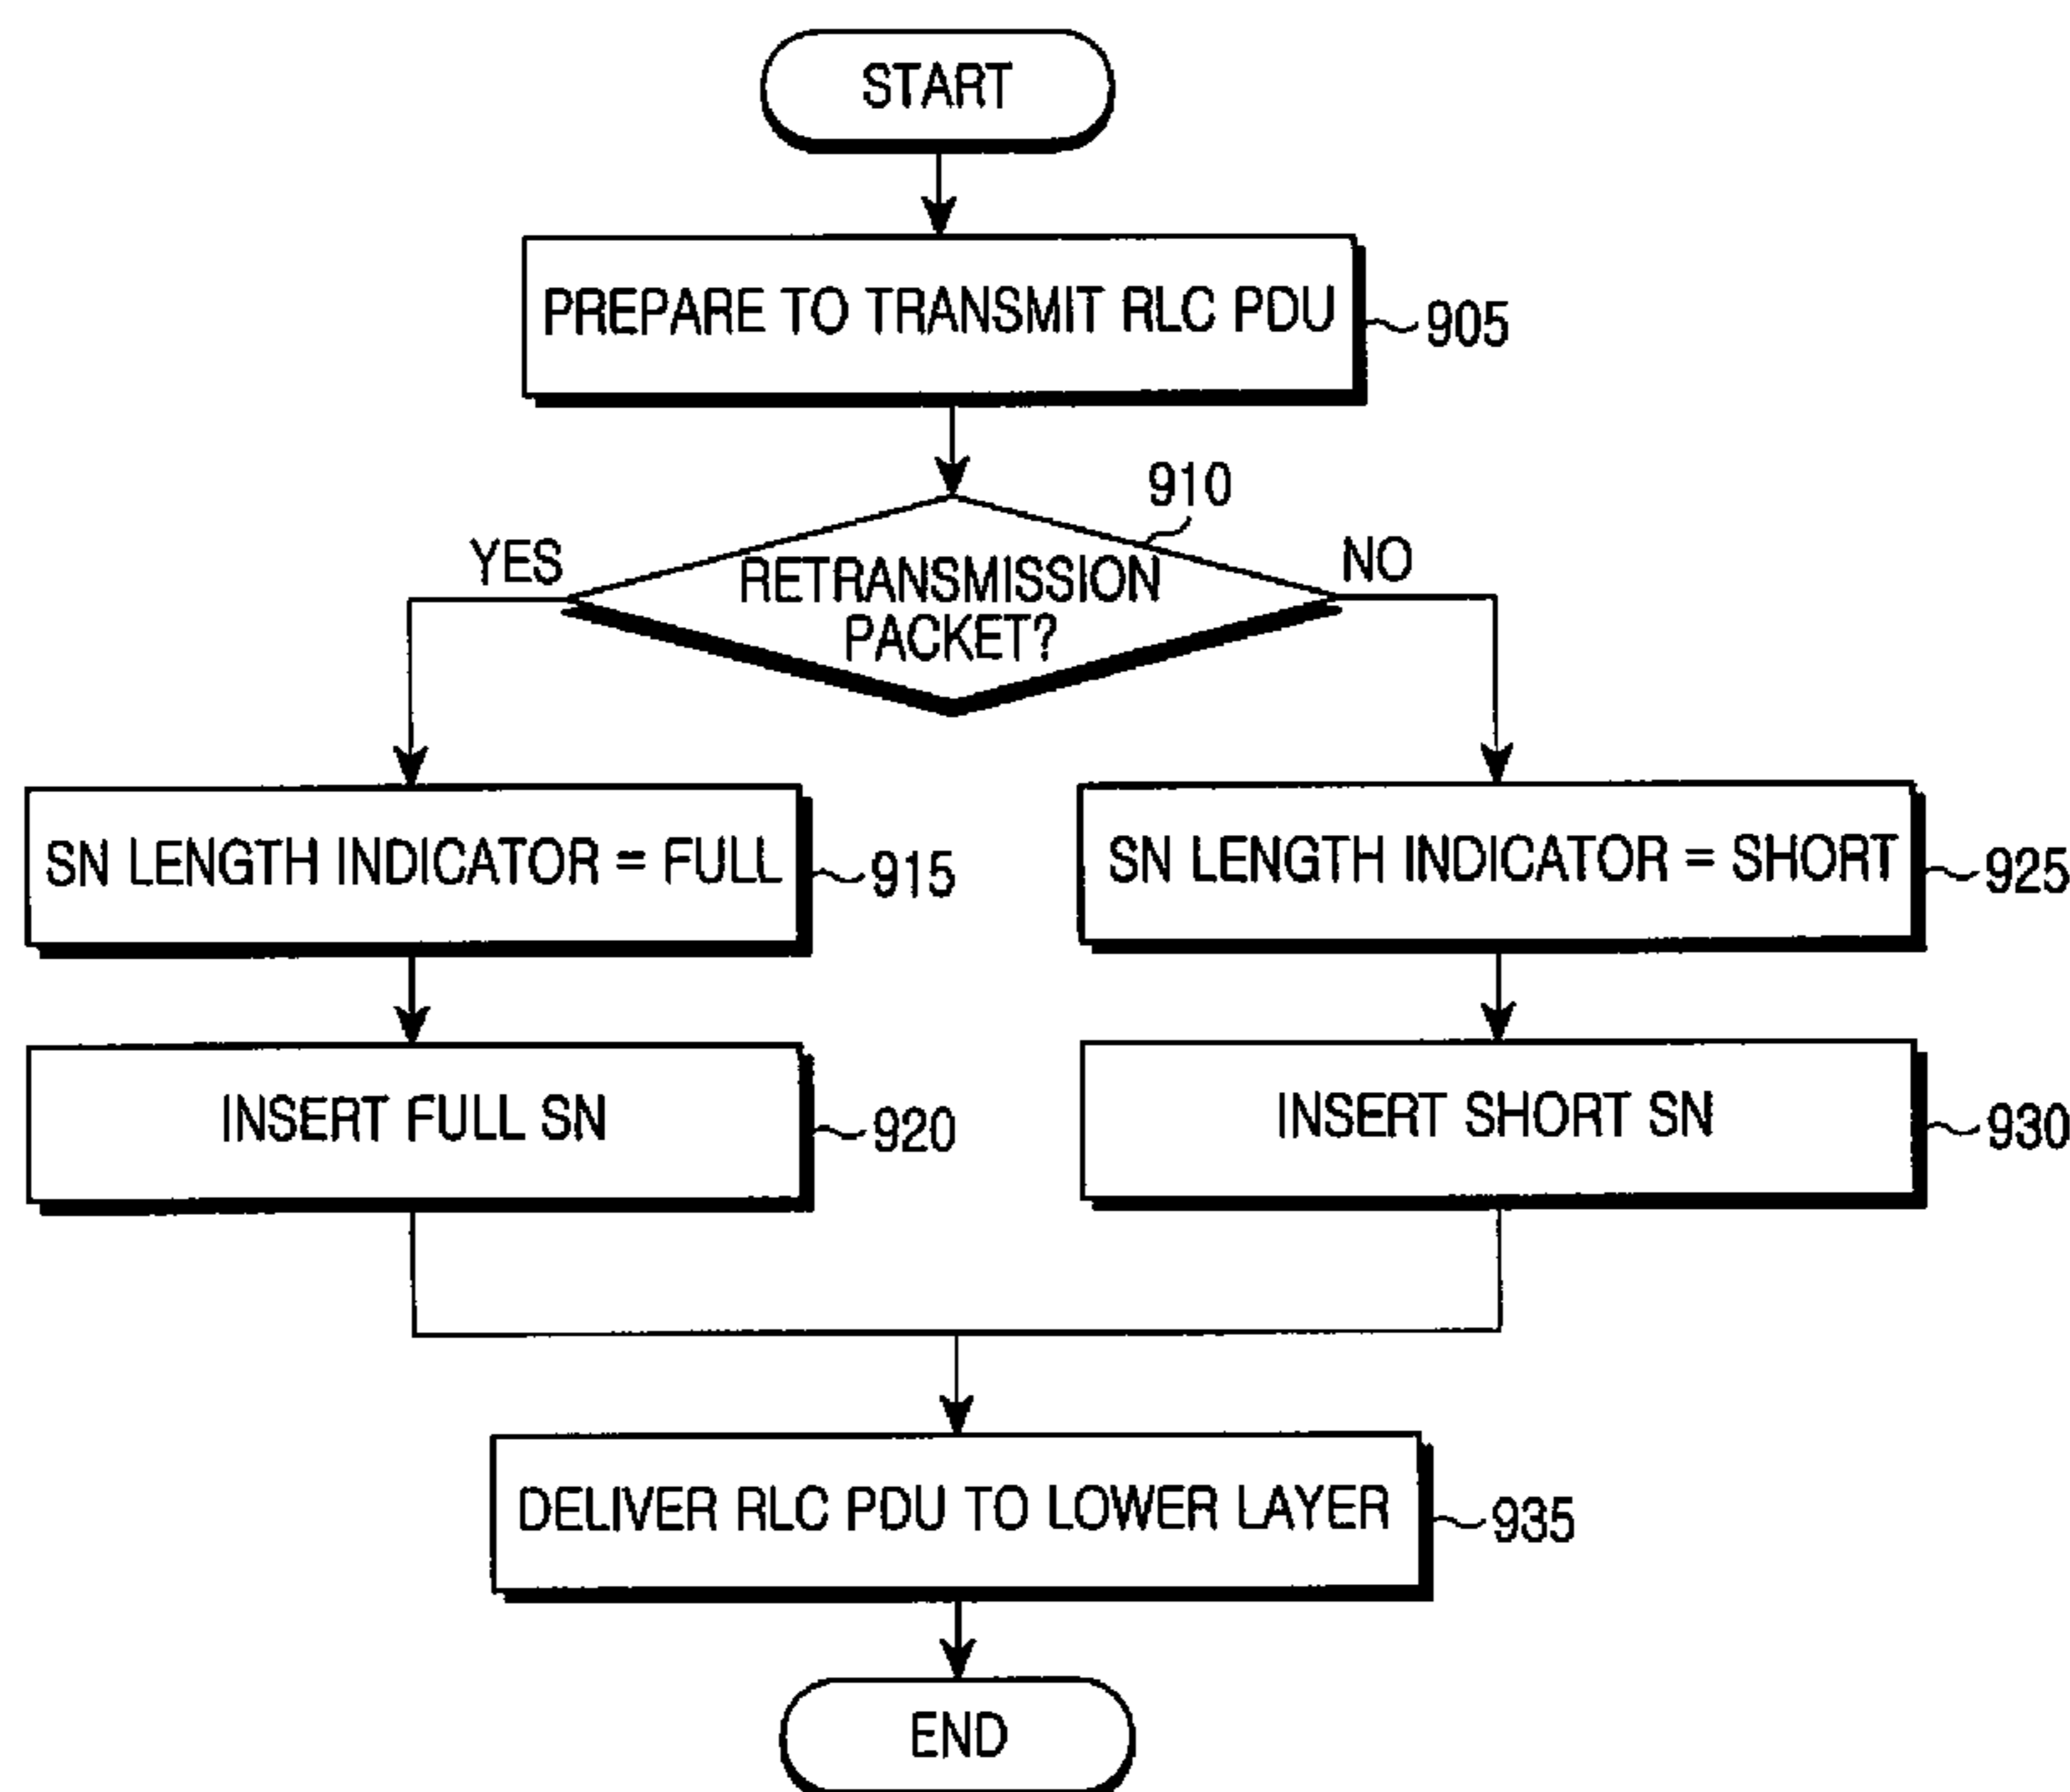 START
PREPARE TO TRANSMIT RLC PDU
905
910
YES
NO
RETRANSMISSION
PACKET?
SN LENGTH INDICATOR = FULL
915
SN LENGTH INDICATOR = SHORT
925
INSERT FULL SN
920
INSERT SHORT SN
930
DELIVER RLC PDU TO LOWER LAYER
935
END